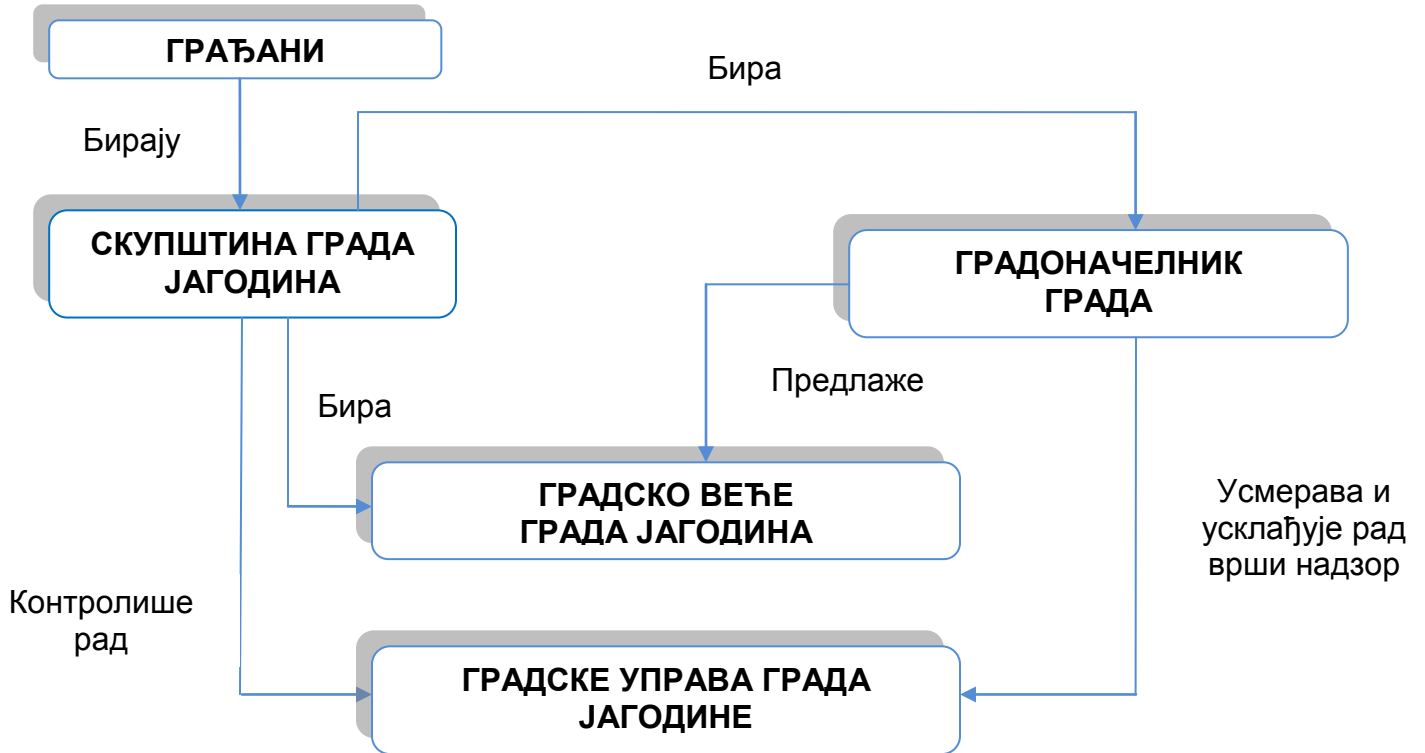 ГРАЂАНИ
Бира
Бирају
СКУПШТИНА ГРАДА
ЈАГОДИНА
ГРАДОНАЧЕЛНИК
ГРАДА
Предлаже
Бира
ГРАДСКО ВЕЋЕ
ГРАДА ЈАГОДИНА
Усмерава и
усклађује рад
врши надзор
Контролише
рад
ГРАДСКЕ УПРАВА ГРАДА
ЈАГОДИНЕ